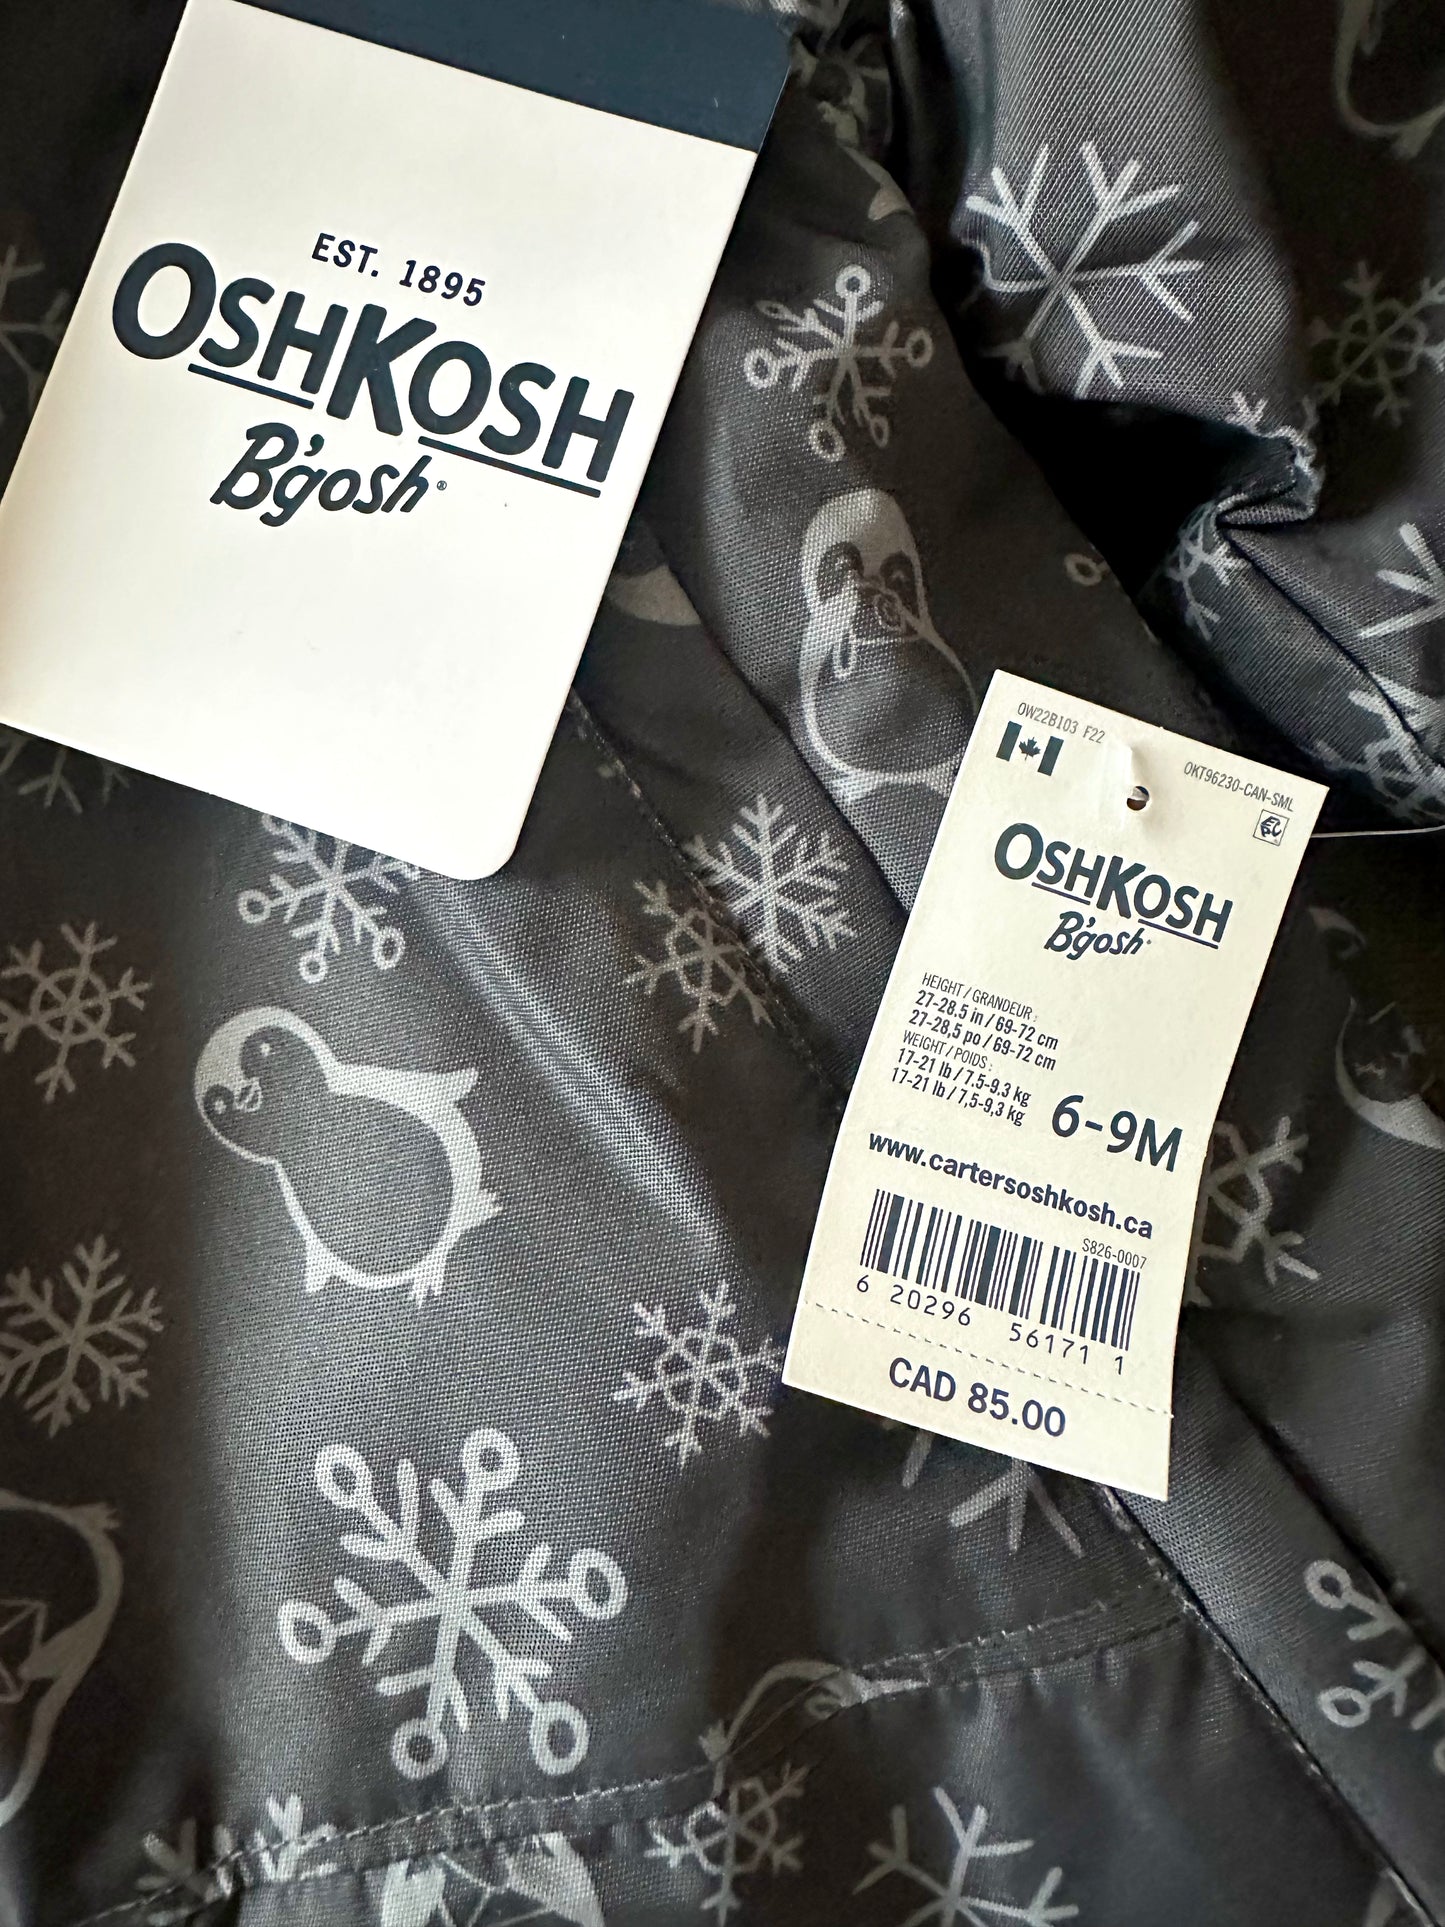 EST. 1895
OSHKOSH
B'gosh®
OW22BI03 F22
OKT96230-CAN-SML
OSHKOSH
B'gosh
HEIGHT / GRANDEUR :
27-28.5 in / 69-72 cm
27-28,5 po / 69-72 cm
WEIGHT / POIDS :
17-21 lb / 7.5-9.3 kg
17-21 lb / 7,5-9,3 kg
6-9M
www.cartersoshkosh.ca
S826-0007
6 20296 56171 1
CAD 85.00